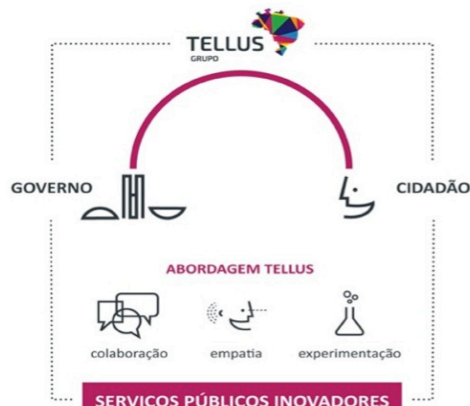 TELLUS
GRUPO
GOVERNO
CIDADÃO
ABORDAGEM TELLUS
colaboração empatia experimentação
SERVIÇOS PÚBLICOS INOVADORES